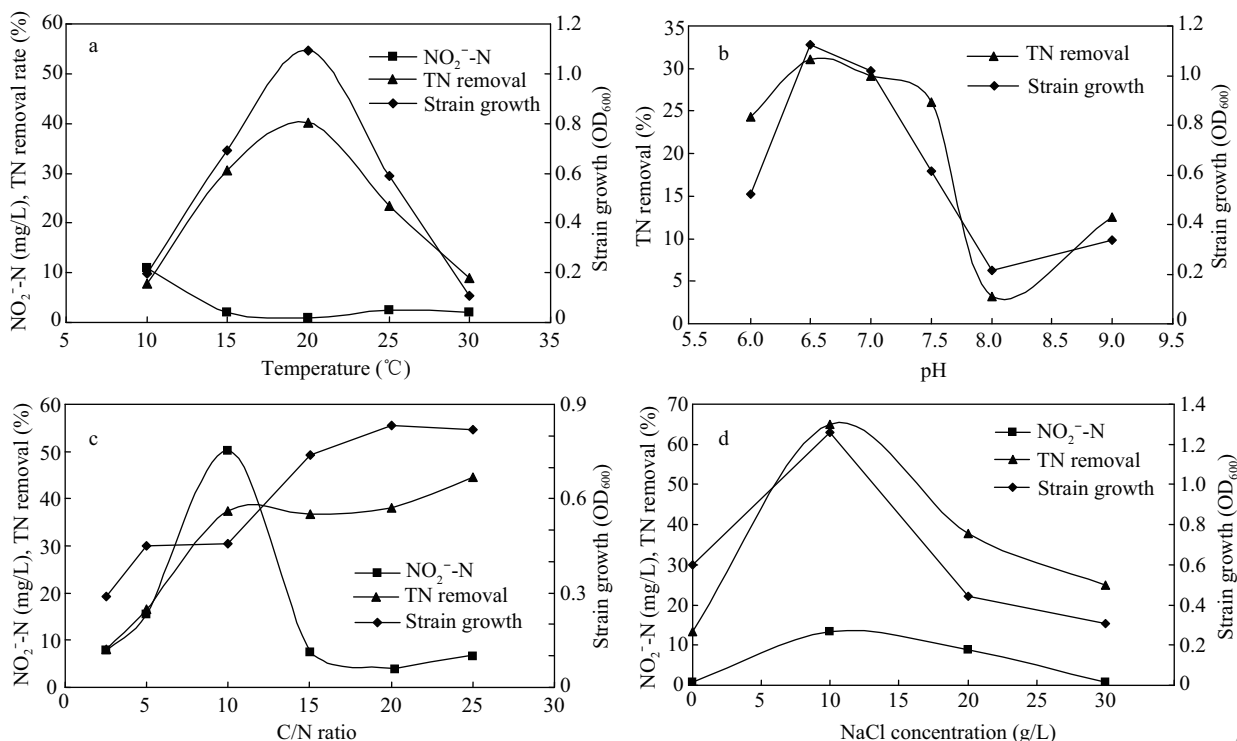 a
NO₂⁻-N (mg/L), TN removal rate (%)
60
50
40
30
20
10
0
NO₂⁻-N
TN removal
Strain growth
1.2
1.0
0.8
0.6
0.4
0.2
0
Strain growth (OD₆₀₀)
5 10 15 20 25 30 35
Temperature (℃)
b
TN removal (%)
35
30
25
20
15
10
5
0
TN removal
Strain growth
1.2
1.0
0.8
0.6
0.4
0.2
0
Strain growth (OD₆₀₀)
5.5 6.0 6.5 7.0 7.5 8.0 9.0 9.5
pH
c
NO₂⁻-N (mg/L), TN removal (%)
60
50
40
30
20
10
0
NO₂⁻-N
TN removal
Strain growth
0.9
0.6
0.3
0
Strain growth (OD₆₀₀)
0 5 10 15 20 25 30
C/N ratio
d
NO₂⁻-N (mg/L), TN removal (%)
70
60
50
40
30
20
10
0
NO₂⁻-N
TN removal
Strain growth
1.4
1.2
1.0
0.8
0.6
0.4
0.2
0
Strain growth (OD₆₀₀)
0 5 10 15 20 25 30 35
NaCl concentration (g/L)